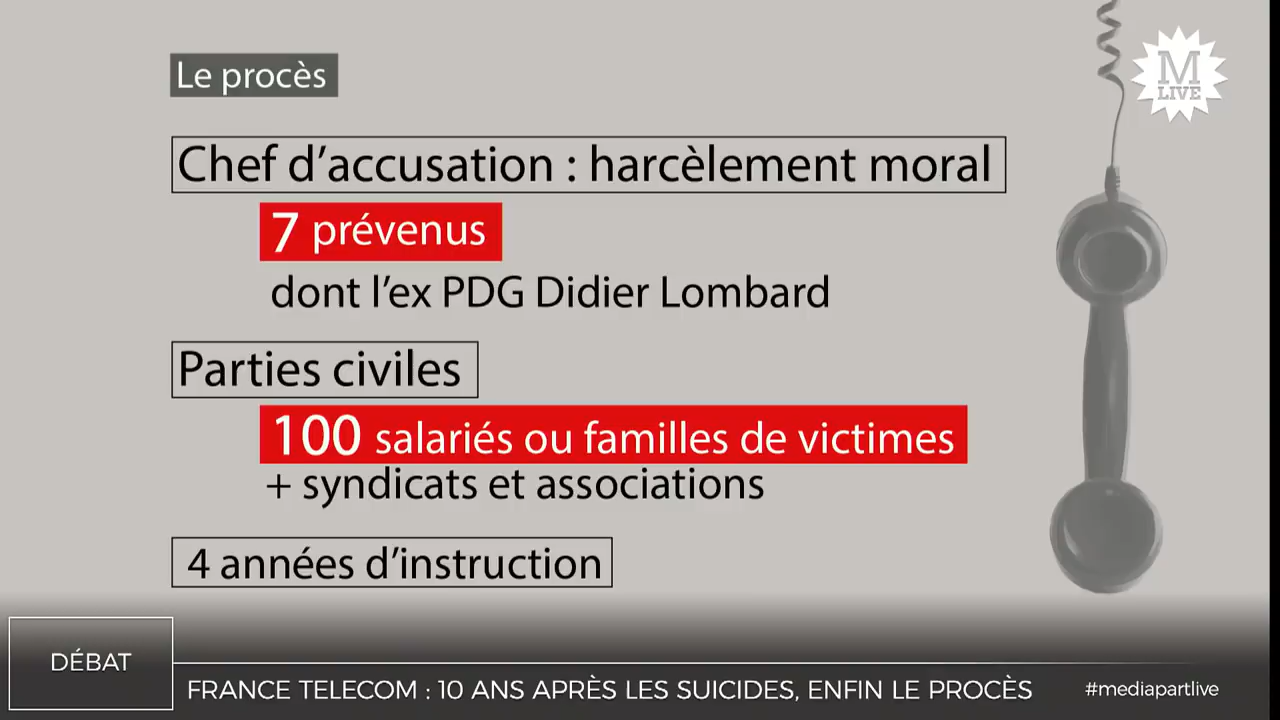 Le procès
M
LIVE
Chef d’accusation : harcèlement moral
7 prévenus
dont l’ex PDG Didier Lombard
Parties civiles
100 salariés ou familles de victimes
+ syndicats et associations
4 années d’instruction
DÉBAT
FRANCE TELECOM : 10 ANS APRÈS LES SUICIDES, ENFIN LE PROCÈS
#mediapartlive